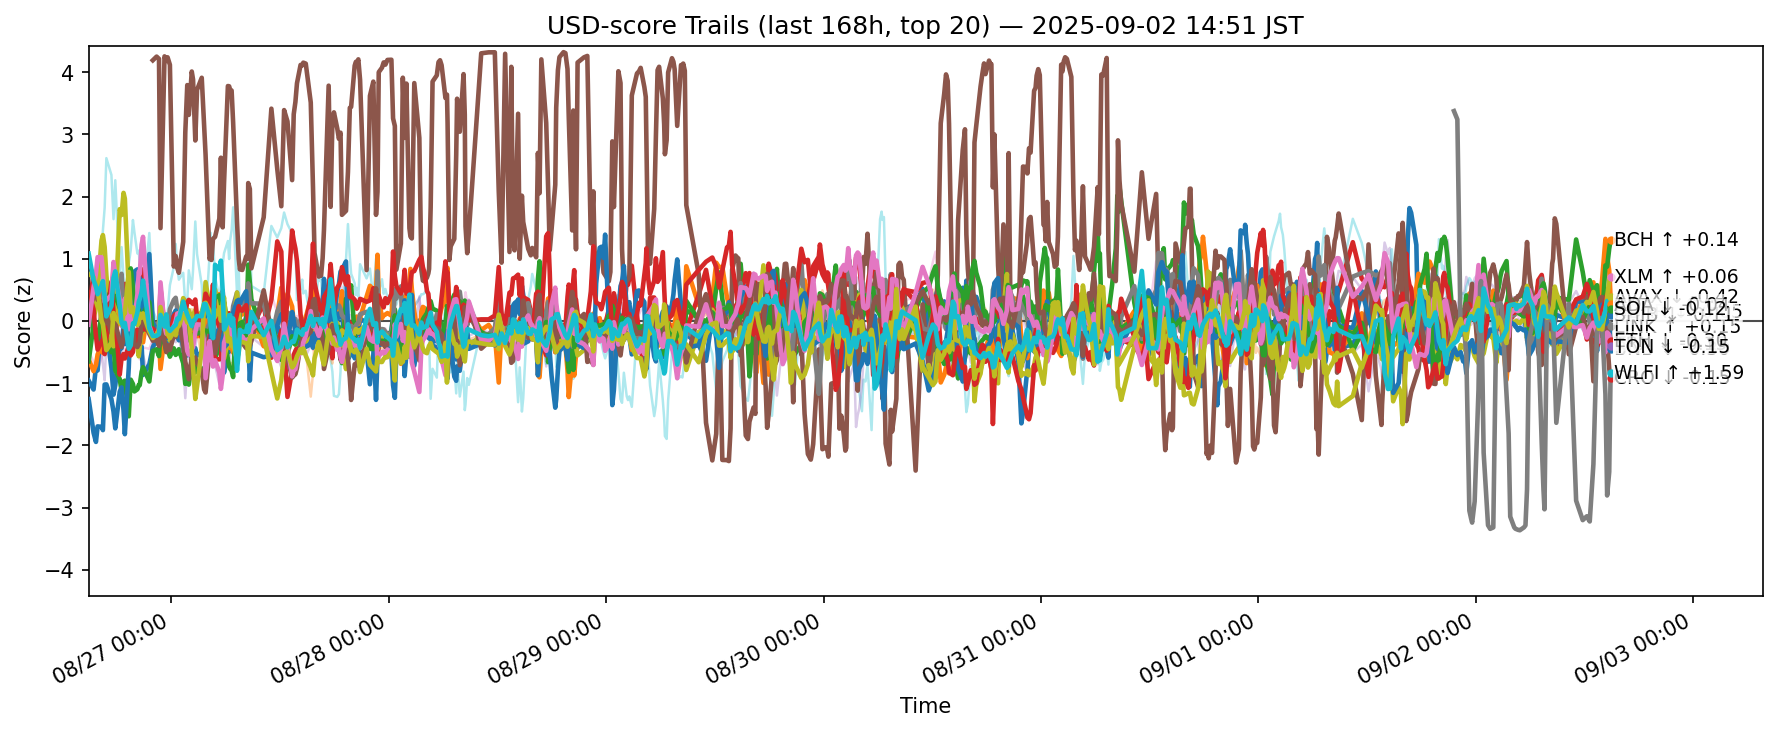 USD-score Trails (last 168h, top 20) — 2025-09-02 14:51 JST
Score (z)
4
3
2
1
0
−1
−2
−3
−4
BCH ↑ +0.14
XLM ↑ +0.06
SOL ↓ -0.12
TON ↓ -0.15
WLFI ↑ +1.59
08/27 00:00
08/28 00:00
08/29 00:00
08/30 00:00
08/31 00:00
09/01 00:00
09/02 00:00
09/03 00:00
Time